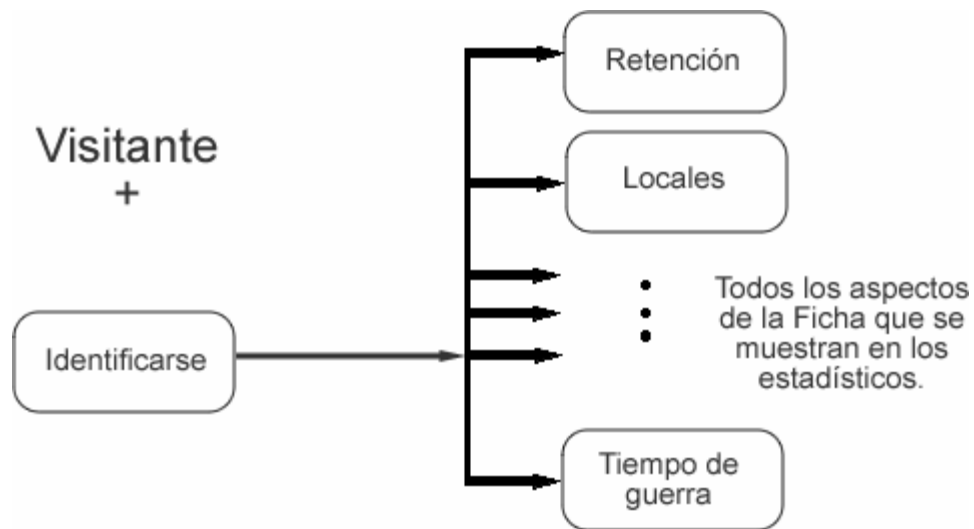 Visitante
+
Identificarse
Retención
Locales
Todos los aspectos
de la Ficha que se
muestran en los
estadísticos.
Tiempo de
guerra